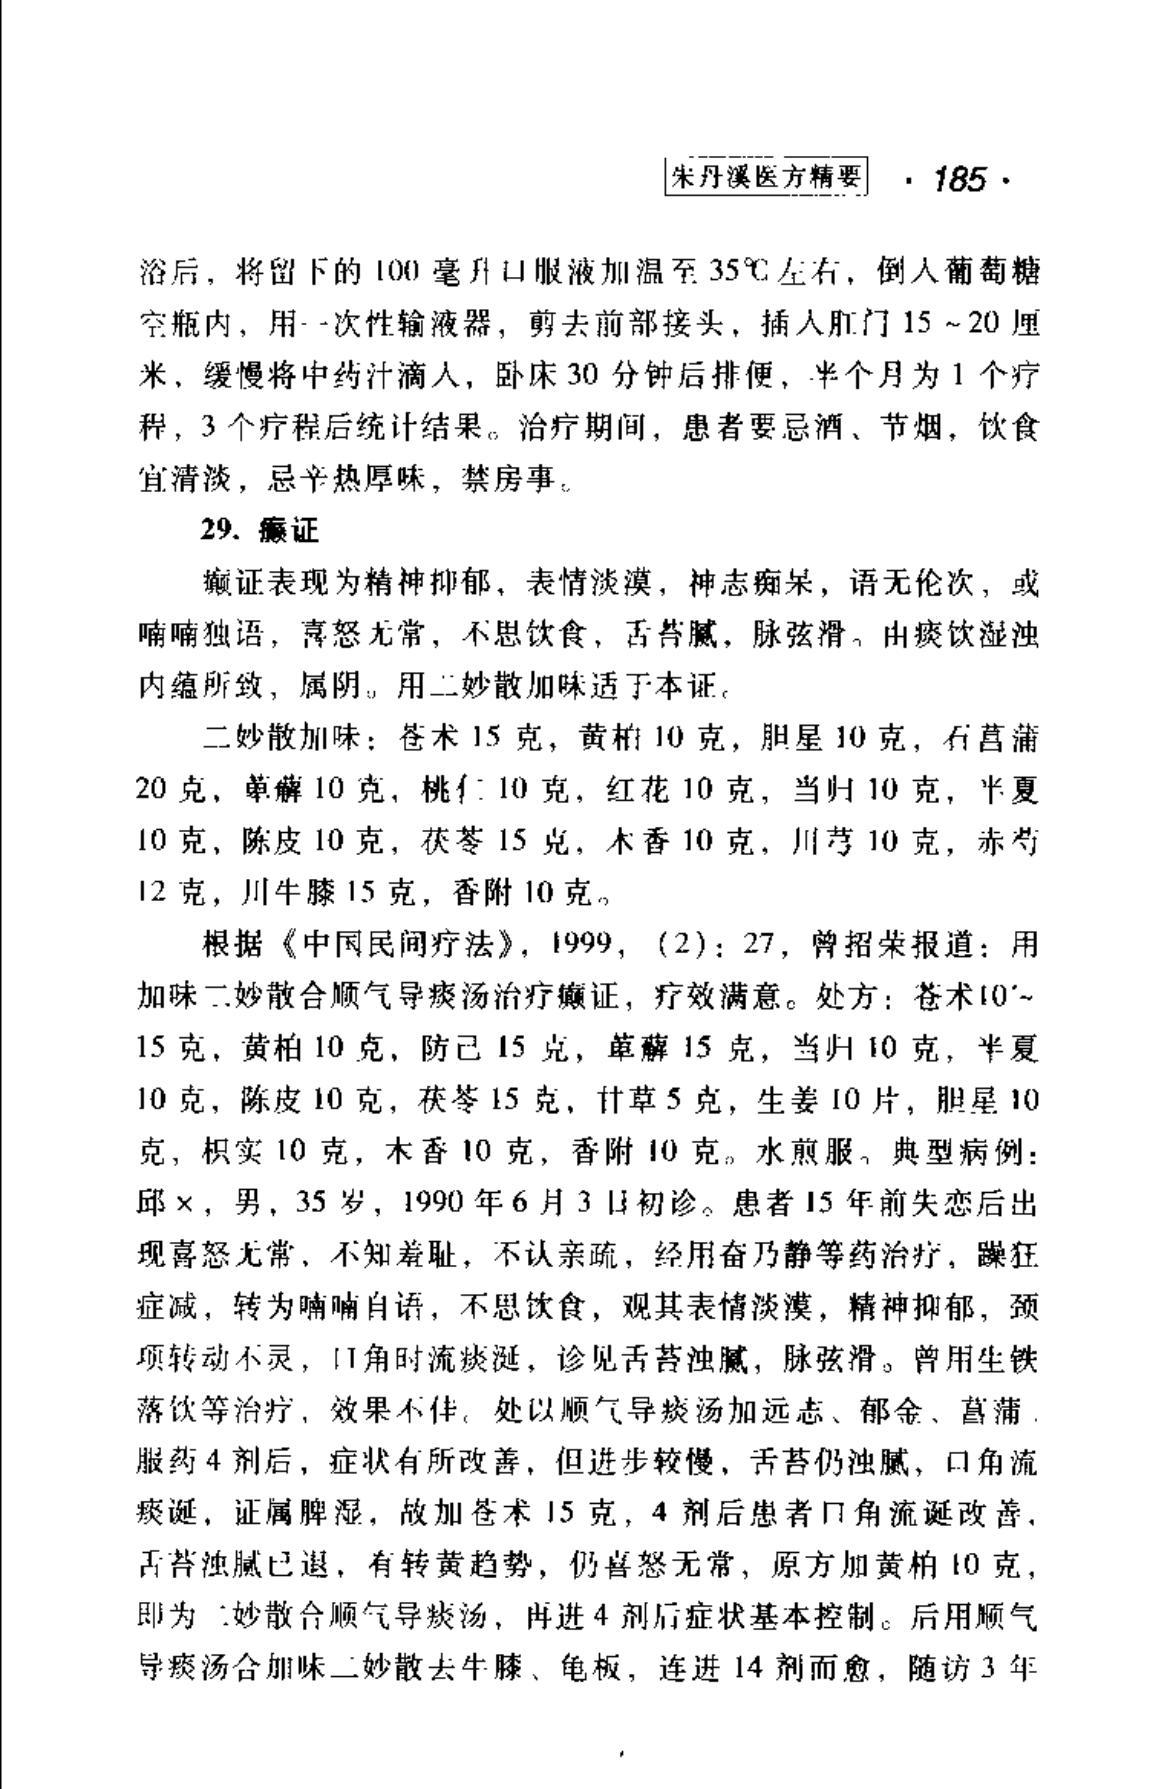 朱丹溪医方精要 · 185 ·
浴后，将留下的 100 毫升口服液加温至 35℃左右，倒入葡萄糖
空瓶内，用一次性输液器，剪去前部接头，插入肛门 15 ~ 20 厘
米，缓慢将中药汁滴入，卧床 30 分钟后排便，半个月为 1 个疗
程，3 个疗程后统计结果。治疗期间，患者要忌酒、节烟，饮食
宜清淡，忌辛热厚味，禁房事。
29. 癫证
癫证表现为精神抑郁，表情淡漠，神志痴呆，语无伦次，或
喃喃独语，喜怒无常，不思饮食，舌苔腻，脉弦滑。由痰饮湿浊
内蕴所致，属阴。用二妙散加味适于本证。
二妙散加味：苍术 15 克，黄柏 10 克，胆星 10 克，石菖蒲
20 克，萆薢 10 克，桃仁 10 克，红花 10 克，当归 10 克，半夏
10 克，陈皮 10 克，茯苓 15 克，木香 10 克，川芎 10 克，赤芍
12 克，川牛膝 15 克，香附 10 克。
根据《中国民间疗法》，1999，（2）：27，曾招荣报道：用
加味二妙散合顺气导痰汤治疗癫证，疗效满意。处方：苍术10 ~
15 克，黄柏 10 克，防己 15 克，萆薢 15 克，当归 10 克，半夏
10 克，陈皮 10 克，茯苓 15 克，甘草 5 克，生姜 10 片，胆星 10
克，枳实 10 克，木香 10 克，香附 10 克。水煎服。典型病例：
邱 ×，男，35 岁，1990 年 6 月 3 日初诊。患者 15 年前失恋后出
现喜怒无常，不知羞耻，不认亲疏，经用奋乃静等药治疗，躁狂
症减，转为喃喃自语，不思饮食，观其表情淡漠，精神抑郁，颈
项转动不灵，口角时流痰涎，诊见舌苔浊腻，脉弦滑。曾用生铁
落饮等治疗，效果不佳。处以顺气导痰汤加远志、郁金、菖蒲．
服药 4 剂后，症状有所改善，但进步较慢，舌苔仍浊腻，口角流
痰诞，证属脾湿，故加苍术 15 克，4 剂后患者口角流诞改善，
舌苔浊腻已退，有转黄趋势，仍喜怒无常，原方加黄柏 10 克，
即为二妙散合顺气导痰汤，再进 4 剂后症状基本控制。后用顺气
导痰汤合加味二妙散去牛膝、龟板，连进 14 剂而愈，随访 3 年